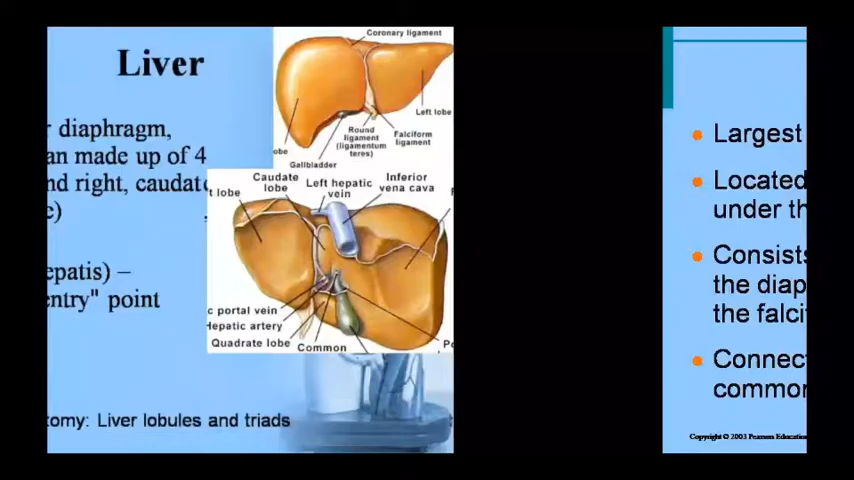 Liver
r diaphragm,
an made up of 4
nd right, caudat
c)
epatis) –
entry" point
tomy: Liver lobules and triads
Coronary ligament
Left lobe
Round
ligament
(ligamentum
teres)
Falciform
ligament
obe
Gallbladder
Caudate
lobe
Left hepatic
vein
Inferior
vena cava
t lobe
c portal vein
Hepatic artery
Quadrate lobe
Common
Largest
Located
under th
Consists
the diap
the falci
Connec
common
Copyright © 2003 Pearson Education